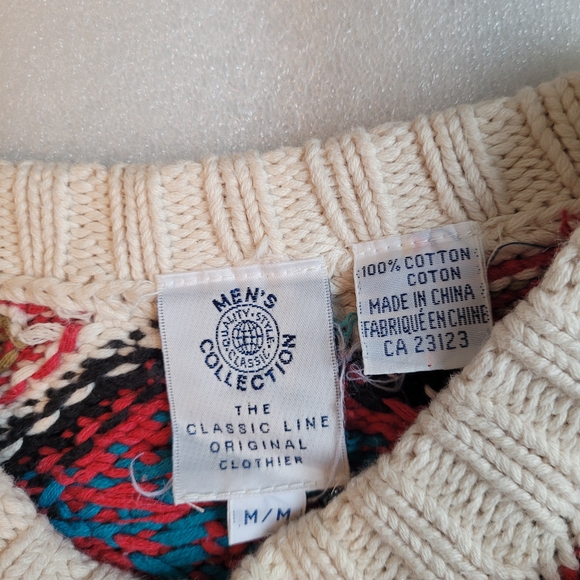 MEN'S
QUALITY · STYLE
CLASSIC
COLLECTION
THE
CLASSIC LINE
ORIGINAL
CLOTHIER
M/M
100% COTTON
COTON
MADE IN CHINA
FABRIQUÉ EN CHINE
CA 23123